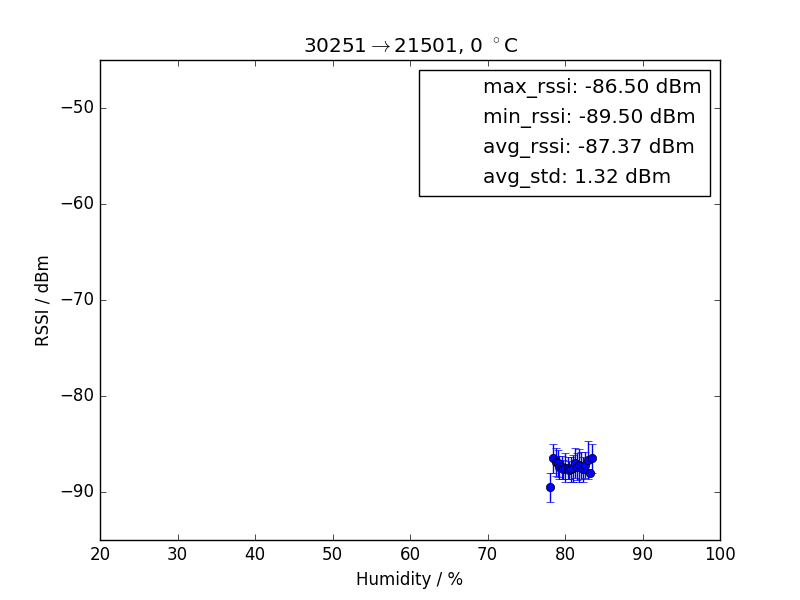 30251→21501, 0 °C
max_rssi: -86.50 dBm
min_rssi: -89.50 dBm
avg_rssi: -87.37 dBm
avg_std: 1.32 dBm
RSSI / dBm
−50
−60
−70
−80
−90
20 30 40 50 60 70 80 90 100
Humidity / %